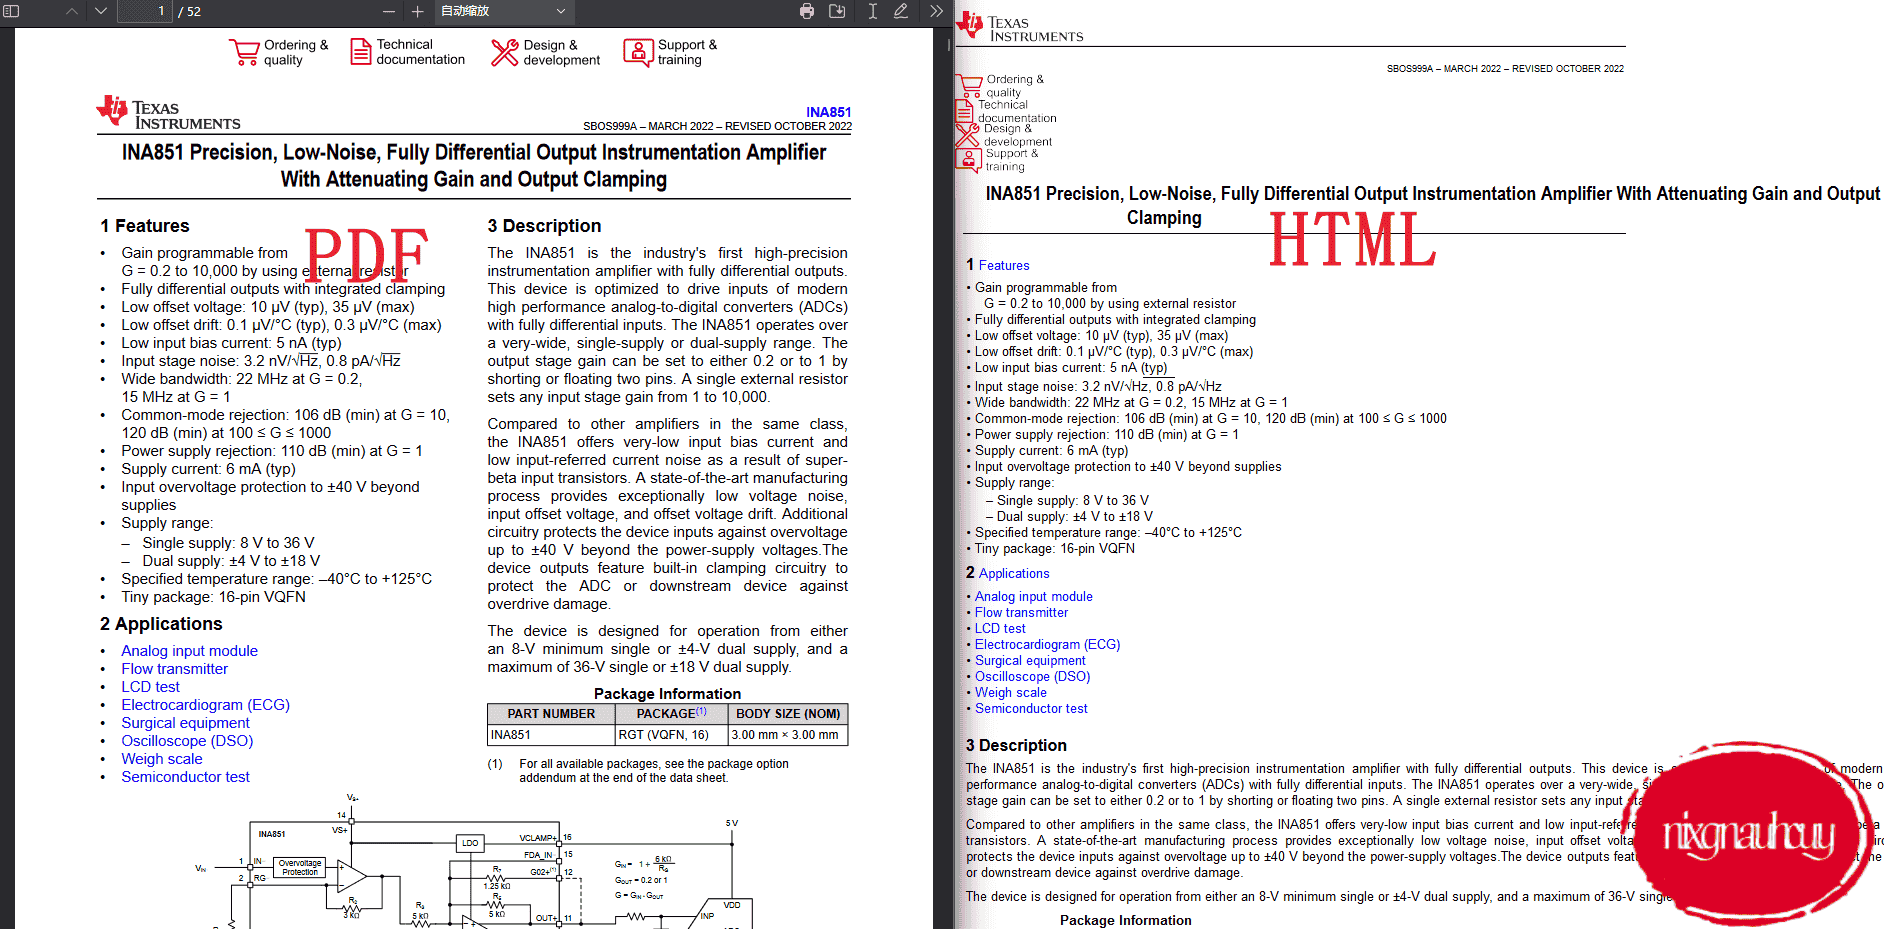 1 / 52
自动缩放
Ordering &
quality
Technical
documentation
Design &
development
Support &
training
TEXAS
INSTRUMENTS
INA851
SBOS999A – MARCH 2022 – REVISED OCTOBER 2022
INA851 Precision, Low-Noise, Fully Differential Output Instrumentation Amplifier
With Attenuating Gain and Output Clamping
PDF
1 Features
• Gain programmable from
G = 0.2 to 10,000 by using external resistor
• Fully differential outputs with integrated clamping
• Low offset voltage: 10 µV (typ), 35 µV (max)
• Low offset drift: 0.1 µV/°C (typ), 0.3 µV/°C (max)
• Low input bias current: 5 nA (typ)
• Input stage noise: 3.2 nV/√Hz, 0.8 pA/√Hz
• Wide bandwidth: 22 MHz at G = 0.2,
15 MHz at G = 1
• Common-mode rejection: 106 dB (min) at G = 10,
120 dB (min) at 100 ≤ G ≤ 1000
• Power supply rejection: 110 dB (min) at G = 1
• Supply current: 6 mA (typ)
• Input overvoltage protection to ±40 V beyond
supplies
• Supply range:
– Single supply: 8 V to 36 V
– Dual supply: ±4 V to ±18 V
• Specified temperature range: –40°C to +125°C
• Tiny package: 16-pin VQFN
2 Applications
• Analog input module
• Flow transmitter
• LCD test
• Electrocardiogram (ECG)
• Surgical equipment
• Oscilloscope (DSO)
• Weigh scale
• Semiconductor test
3 Description
The INA851 is the industry's first high-precision
instrumentation amplifier with fully differential outputs.
This device is optimized to drive inputs of modern
high performance analog-to-digital converters (ADCs)
with fully differential inputs. The INA851 operates over
a very-wide, single-supply or dual-supply range. The
output stage gain can be set to either 0.2 or to 1 by
shorting or floating two pins. A single external resistor
sets any input stage gain from 1 to 10,000.
Compared to other amplifiers in the same class,
the INA851 offers very-low input bias current and
low input-referred current noise as a result of super-
beta input transistors. A state-of-the-art manufacturing
process provides exceptionally low voltage noise,
input offset voltage, and offset voltage drift. Additional
circuitry protects the device inputs against overvoltage
up to ±40 V beyond the power-supply voltages.The
device outputs feature built-in clamping circuitry to
protect the ADC or downstream device against
overdrive damage.
The device is designed for operation from either
an 8-V minimum single or ±4-V dual supply, and a
maximum of 36-V single or ±18 V dual supply.
Package Information
PART NUMBER PACKAGE(1) BODY SIZE (NOM)
INA851 RGT (VQFN, 16) 3.00 mm × 3.00 mm
(1) For all available packages, see the package option
addendum at the end of the data sheet.
VS+
14
VS+
INA851
LDO
VCLAMP+ 16
5 V
FDA_IN 15
VIN
1 IN-
Overvoltage
Protection
2 RG-
G02+(1) 12
R7
1.25 kΩ
5 kΩ
3 kΩ
R3
5 kΩ
OUT+ 11
GIN = 1 + 6 kΩ
RG
GOUT = 0.2 or 1
G = GIN · GOUT
VDD
INP
TEXAS
INSTRUMENTS
SBOS999A – MARCH 2022 – REVISED OCTOBER 2022
Ordering &
quality
Technical
documentation
Design &
development
Support &
training
INA851 Precision, Low-Noise, Fully Differential Output Instrumentation Amplifier With Attenuating Gain and Output
Clamping
HTML
1 Features
• Gain programmable from
G = 0.2 to 10,000 by using external resistor
• Fully differential outputs with integrated clamping
• Low offset voltage: 10 µV (typ), 35 µV (max)
• Low offset drift: 0.1 µV/°C (typ), 0.3 µV/°C (max)
• Low input bias current: 5 nA (typ)
• Input stage noise: 3.2 nV/√Hz, 0.8 pA/√Hz
• Wide bandwidth: 22 MHz at G = 0.2, 15 MHz at G = 1
• Common-mode rejection: 106 dB (min) at G = 10, 120 dB (min) at 100 ≤ G ≤ 1000
• Power supply rejection: 110 dB (min) at G = 1
• Supply current: 6 mA (typ)
• Input overvoltage protection to ±40 V beyond supplies
• Supply range:
– Single supply: 8 V to 36 V
– Dual supply: ±4 V to ±18 V
• Specified temperature range: –40°C to +125°C
• Tiny package: 16-pin VQFN
2 Applications
• Analog input module
• Flow transmitter
• LCD test
• Electrocardiogram (ECG)
• Surgical equipment
• Oscilloscope (DSO)
• Weigh scale
• Semiconductor test
3 Description
The INA851 is the industry's first high-precision instrumentation amplifier with fully differential outputs. This device is modern
performance analog-to-digital converters (ADCs) with fully differential inputs. The INA851 operates over a very-wide, The
stage gain can be set to either 0.2 or to 1 by shorting or floating two pins. A single external resistor sets any input
Compared to other amplifiers in the same class, the INA851 offers very-low input bias current and low
transistors. A state-of-the-art manufacturing process provides exceptionally low voltage noise, input offset
protects the device inputs against overvoltage up to ±40 V beyond the power-supply voltages.The device outputs the
or downstream device against overdrive damage.
The device is designed for operation from either an 8-V minimum single or ±4-V dual supply, and a maximum of 36-V
Package Information
nixgnauhcuy